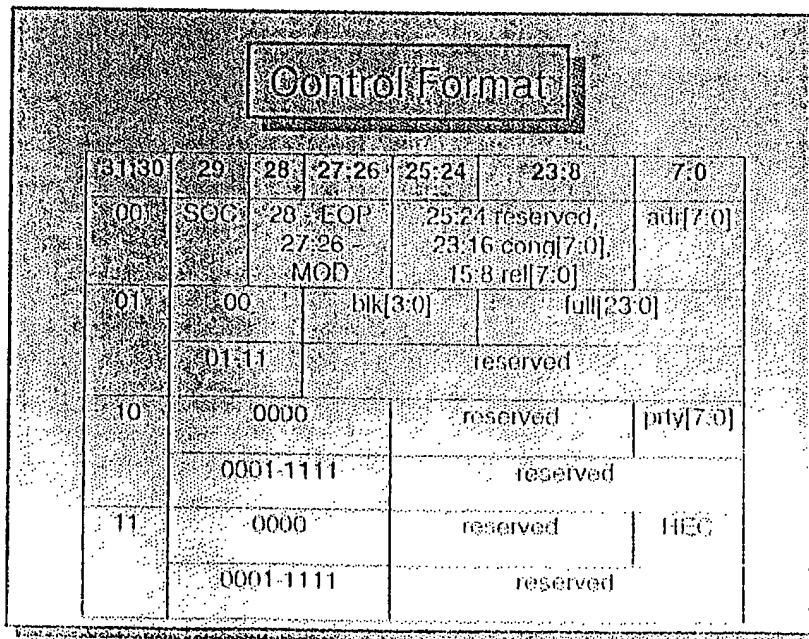 Control Format
31:30 29 28 27:26 25:24 23:8 7:0
00 SOC 28 - EOP 25:24 reserved, adr[7:0]
27:26 - 23:16 conq[7:0],
MOD 15:8 rel[7:0]
01 00 blk[3:0] full[23:0]
01-11 reserved
10 0000 reserved prty[7:0]
0001-1111 reserved
11 0000 reserved HEC
0001-1111 reserved